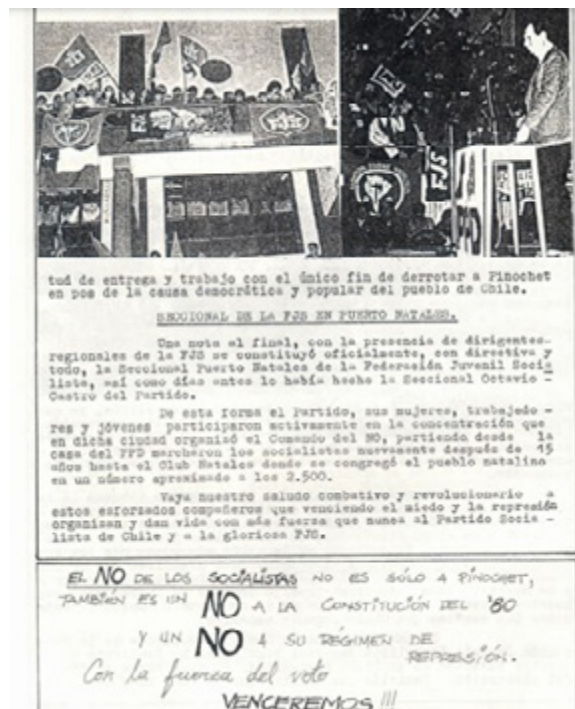 FJS
tud de entrega y trabajo con el único fin de derrotar a Pinochet
en pos de la causa democrática y popular del pueblo de Chile.
SECCIONAL DE LA FJS EN PUERTO NATALES.
Una nota al final, con la presencia de dirigentes-
regionales de la FJS se constituyó oficialmente, con directiva y
todo, la Seccional Puerto Natales de la Federación Juvenil Socia
lista, así como días antes lo había hecho la Seccional Octavio -
Castro del Partido.
De esta forma el Partido, sus mujeres, trabajado -
res y jóvenes participaron activamente en la concentración que
en dicha ciudad organizó el Comando del NO, partiendo desde la
casa del PPD marcharon los socialistas nuevamente después de 15
años hasta el Club Natales donde se congregó el pueblo natalino
en un número aproximado a los 2.500.
Vaya nuestro saludo combativo y revolucionario a
estos esforzados compañeros que venciendo el miedo y la represión
organizan y dan vida con más fuerza que nunca al Partido Socia -
lista de Chile y a la gloriosa FJS.
EL NO DE LOS SOCIALISTAS NO ES SÓLO A PINOCHET,
TAMBIÉN ES UN NO A LA CONSTITUCIÓN DEL '80
Y UN NO A SU RÉGIMEN DE
REPRESIÓN.
Con la fuerza del voto
VENCEREMOS !!!